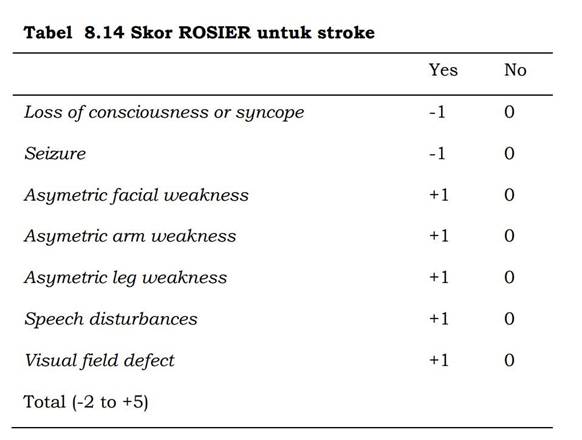 Tabel 8.14 Skor ROSIER untuk stroke
Yes No
Loss of consciousness or syncope -1 0
Seizure -1 0
Asymetric facial weakness +1 0
Asymetric arm weakness +1 0
Asymetric leg weakness +1 0
Speech disturbances +1 0
Visual field defect +1 0
Total (-2 to +5)